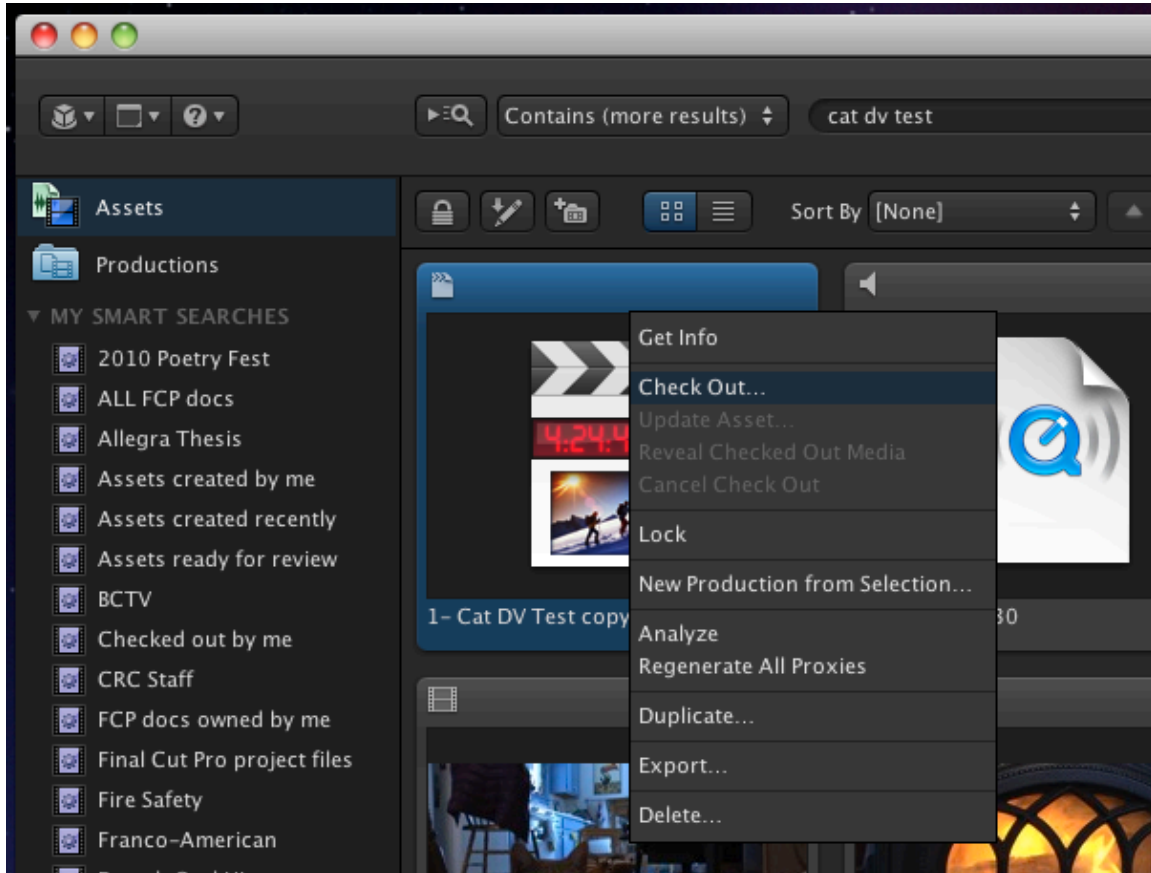 Contains (more results)
cat dv test
Assets
Sort By [None]
Productions
MY SMART SEARCHES
2010 Poetry Fest
ALL FCP docs
Allegra Thesis
Assets created by me
Assets created recently
Assets ready for review
BCTV
Checked out by me
CRC Staff
FCP docs owned by me
Final Cut Pro project files
Fire Safety
Franco-American
4:24:4
1- Cat DV Test copy
30
Get Info
Check Out...
Update Asset...
Reveal Checked Out Media
Cancel Check Out
Lock
New Production from Selection...
Analyze
Regenerate All Proxies
Duplicate...
Export...
Delete...